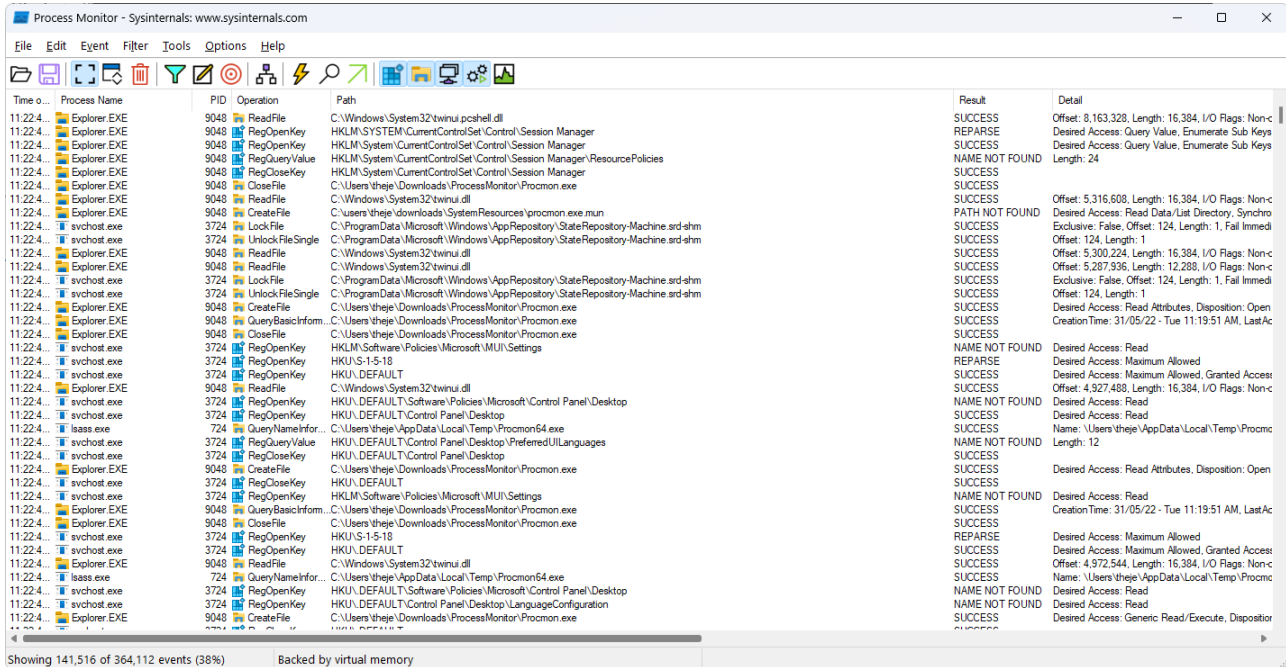 Process Monitor - Sysinternals: www.sysinternals.com
File Edit Event Filter Tools Options Help
Time o... Process Name PID Operation Path Result Detail
11:22:4... Explorer.EXE 9048 ReadFile C:\Windows\System32\twinui.pcshell.dll SUCCESS Offset: 8,163,328, Length: 16,384, I/O Flags: Non-c
11:22:4... Explorer.EXE 9048 RegOpenKey HKLM\SYSTEM\CurrentControlSet\Control\Session Manager REPARSE Desired Access: Query Value, Enumerate Sub Keys
11:22:4... Explorer.EXE 9048 RegOpenKey HKLM\System\CurrentControlSet\Control\Session Manager SUCCESS Desired Access: Query Value, Enumerate Sub Keys
11:22:4... Explorer.EXE 9048 RegQueryValue HKLM\System\CurrentControlSet\Control\Session Manager\ResourcePolicies NAME NOT FOUND Length: 24
11:22:4... Explorer.EXE 9048 RegCloseKey HKLM\System\CurrentControlSet\Control\Session Manager SUCCESS
11:22:4... Explorer.EXE 9048 CloseFile C:\Users\theje\Downloads\ProcessMonitor\Procmon.exe SUCCESS
11:22:4... Explorer.EXE 9048 ReadFile C:\Windows\System32\twinui.dll SUCCESS Offset: 5,316,608, Length: 16,384, I/O Flags: Non-c
11:22:4... Explorer.EXE 9048 CreateFile C:\users\theje\downloads\SystemResources\procmon.exe.mun PATH NOT FOUND Desired Access: Read Data/List Directory, Synchro
11:22:4... svchost.exe 3724 LockFile C:\ProgramData\Microsoft\Windows\AppRepository\StateRepository-Machine.srd-shm SUCCESS Exclusive: False, Offset: 124, Length: 1, Fail Immedi
11:22:4... svchost.exe 3724 UnlockFileSingle C:\ProgramData\Microsoft\Windows\AppRepository\StateRepository-Machine.srd-shm SUCCESS Offset: 124, Length: 1
11:22:4... Explorer.EXE 9048 ReadFile C:\Windows\System32\twinui.dll SUCCESS Offset: 5,300,224, Length: 16,384, I/O Flags: Non-c
11:22:4... Explorer.EXE 9048 ReadFile C:\Windows\System32\twinui.dll SUCCESS Offset: 5,287,936, Length: 12,288, I/O Flags: Non-c
11:22:4... svchost.exe 3724 LockFile C:\ProgramData\Microsoft\Windows\AppRepository\StateRepository-Machine.srd-shm SUCCESS Exclusive: False, Offset: 124, Length: 1, Fail Immedi
11:22:4... svchost.exe 3724 UnlockFileSingle C:\ProgramData\Microsoft\Windows\AppRepository\StateRepository-Machine.srd-shm SUCCESS Offset: 124, Length: 1
11:22:4... Explorer.EXE 9048 CreateFile C:\Users\theje\Downloads\ProcessMonitor\Procmon.exe SUCCESS Desired Access: Read Attributes, Disposition: Open
11:22:4... Explorer.EXE 9048 QueryBasicInform... C:\Users\theje\Downloads\ProcessMonitor\Procmon.exe SUCCESS CreationTime: 31/05/22 - Tue 11:19:51 AM, LastAc
11:22:4... Explorer.EXE 9048 CloseFile C:\Users\theje\Downloads\ProcessMonitor\Procmon.exe SUCCESS
11:22:4... svchost.exe 3724 RegOpenKey HKLM\Software\Policies\Microsoft\MUI\Settings NAME NOT FOUND Desired Access: Read
11:22:4... svchost.exe 3724 RegOpenKey HKU\S-1-5-18 REPARSE Desired Access: Maximum Allowed
11:22:4... svchost.exe 3724 RegOpenKey HKU\.DEFAULT SUCCESS Desired Access: Maximum Allowed, Granted Access
11:22:4... Explorer.EXE 9048 ReadFile C:\Windows\System32\twinui.dll SUCCESS Offset: 4,927,488, Length: 16,384, I/O Flags: Non-c
11:22:4... svchost.exe 3724 RegOpenKey HKU\.DEFAULT\Software\Policies\Microsoft\Control Panel\Desktop NAME NOT FOUND Desired Access: Read
11:22:4... svchost.exe 3724 RegOpenKey HKU\.DEFAULT\Control Panel\Desktop SUCCESS Desired Access: Read
11:22:4... lsass.exe 724 QueryNameInfor... C:\Users\theje\AppData\Local\Temp\Procmon64.exe SUCCESS Name: \Users\theje\AppData\Local\Temp\Procmo
11:22:4... svchost.exe 3724 RegQueryValue HKU\.DEFAULT\Control Panel\Desktop\PreferredUILanguages NAME NOT FOUND Length: 12
11:22:4... svchost.exe 3724 RegCloseKey HKU\.DEFAULT\Control Panel\Desktop SUCCESS
11:22:4... Explorer.EXE 9048 CreateFile C:\Users\theje\Downloads\ProcessMonitor\Procmon.exe SUCCESS Desired Access: Read Attributes, Disposition: Open
11:22:4... svchost.exe 3724 RegCloseKey HKU\.DEFAULT SUCCESS
11:22:4... svchost.exe 3724 RegOpenKey HKLM\Software\Policies\Microsoft\MUI\Settings NAME NOT FOUND Desired Access: Read
11:22:4... Explorer.EXE 9048 QueryBasicInform... C:\Users\theje\Downloads\ProcessMonitor\Procmon.exe SUCCESS CreationTime: 31/05/22 - Tue 11:19:51 AM, LastAc
11:22:4... Explorer.EXE 9048 CloseFile C:\Users\theje\Downloads\ProcessMonitor\Procmon.exe SUCCESS
11:22:4... svchost.exe 3724 RegOpenKey HKU\S-1-5-18 REPARSE Desired Access: Maximum Allowed
11:22:4... svchost.exe 3724 RegOpenKey HKU\.DEFAULT SUCCESS Desired Access: Maximum Allowed, Granted Access
11:22:4... Explorer.EXE 9048 ReadFile C:\Windows\System32\twinui.dll SUCCESS Offset: 4,972,544, Length: 16,384, I/O Flags: Non-c
11:22:4... lsass.exe 724 QueryNameInfor... C:\Users\theje\AppData\Local\Temp\Procmon64.exe SUCCESS Name: \Users\theje\AppData\Local\Temp\Procmo
11:22:4... svchost.exe 3724 RegOpenKey HKU\.DEFAULT\Software\Policies\Microsoft\Control Panel\Desktop NAME NOT FOUND Desired Access: Read
11:22:4... svchost.exe 3724 RegOpenKey HKU\.DEFAULT\Control Panel\Desktop\LanguageConfiguration NAME NOT FOUND Desired Access: Read
11:22:4... Explorer.EXE 9048 CreateFile C:\Users\theje\Downloads\ProcessMonitor\Procmon.exe SUCCESS Desired Access: Generic Read/Execute, Disposition
Showing 141,516 of 364,112 events (38%) Backed by virtual memory